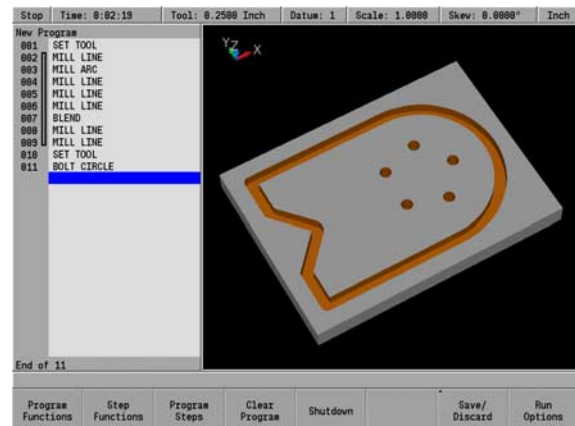 Stop Time: 0:02:19 Tool: 0.2500 Inch Datum: 1 Scale: 1.0000 Skew: 0.0000° Inch
New Program
001 SET TOOL
002 MILL LINE
003 MILL ARC
004 MILL LINE
005 MILL LINE
006 MILL LINE
007 BLEND
008 MILL LINE
009 MILL LINE
010 SET TOOL
011 BOLT CIRCLE
Y Z X
End of 11
Program Functions
Step Functions
Program Steps
Clear Program
Shutdown
Save/ Discard
Run Options